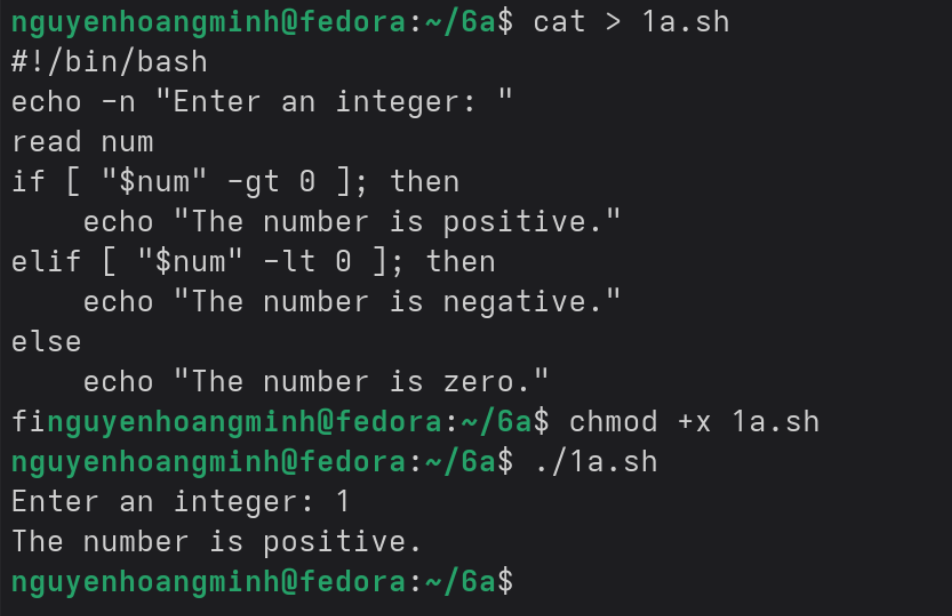 nguyenhoangminh@fedora:~/6a$ cat > 1a.sh
#!/bin/bash
echo -n "Enter an integer: "
read num
if [ "$num" -gt 0 ]; then
    echo "The number is positive."
elif [ "$num" -lt 0 ]; then
    echo "The number is negative."
else
    echo "The number is zero."
finguyenhoangminh@fedora:~/6a$ chmod +x 1a.sh
nguyenhoangminh@fedora:~/6a$ ./1a.sh
Enter an integer: 1
The number is positive.
nguyenhoangminh@fedora:~/6a$